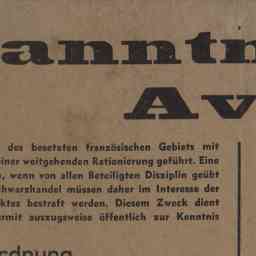 anntm
Av
des besetzten französischen Gebiets mit
einer weitgehenden Rationierung geführt. Eine
wenn von allen Beteiligten Disziplin geübt
chwarzhandel müssen daher im Interesse der
ktes bestraft werden. Diesem Zweck dient
ermit auszugsweise öffentlich zur Kenntnis
rdnung